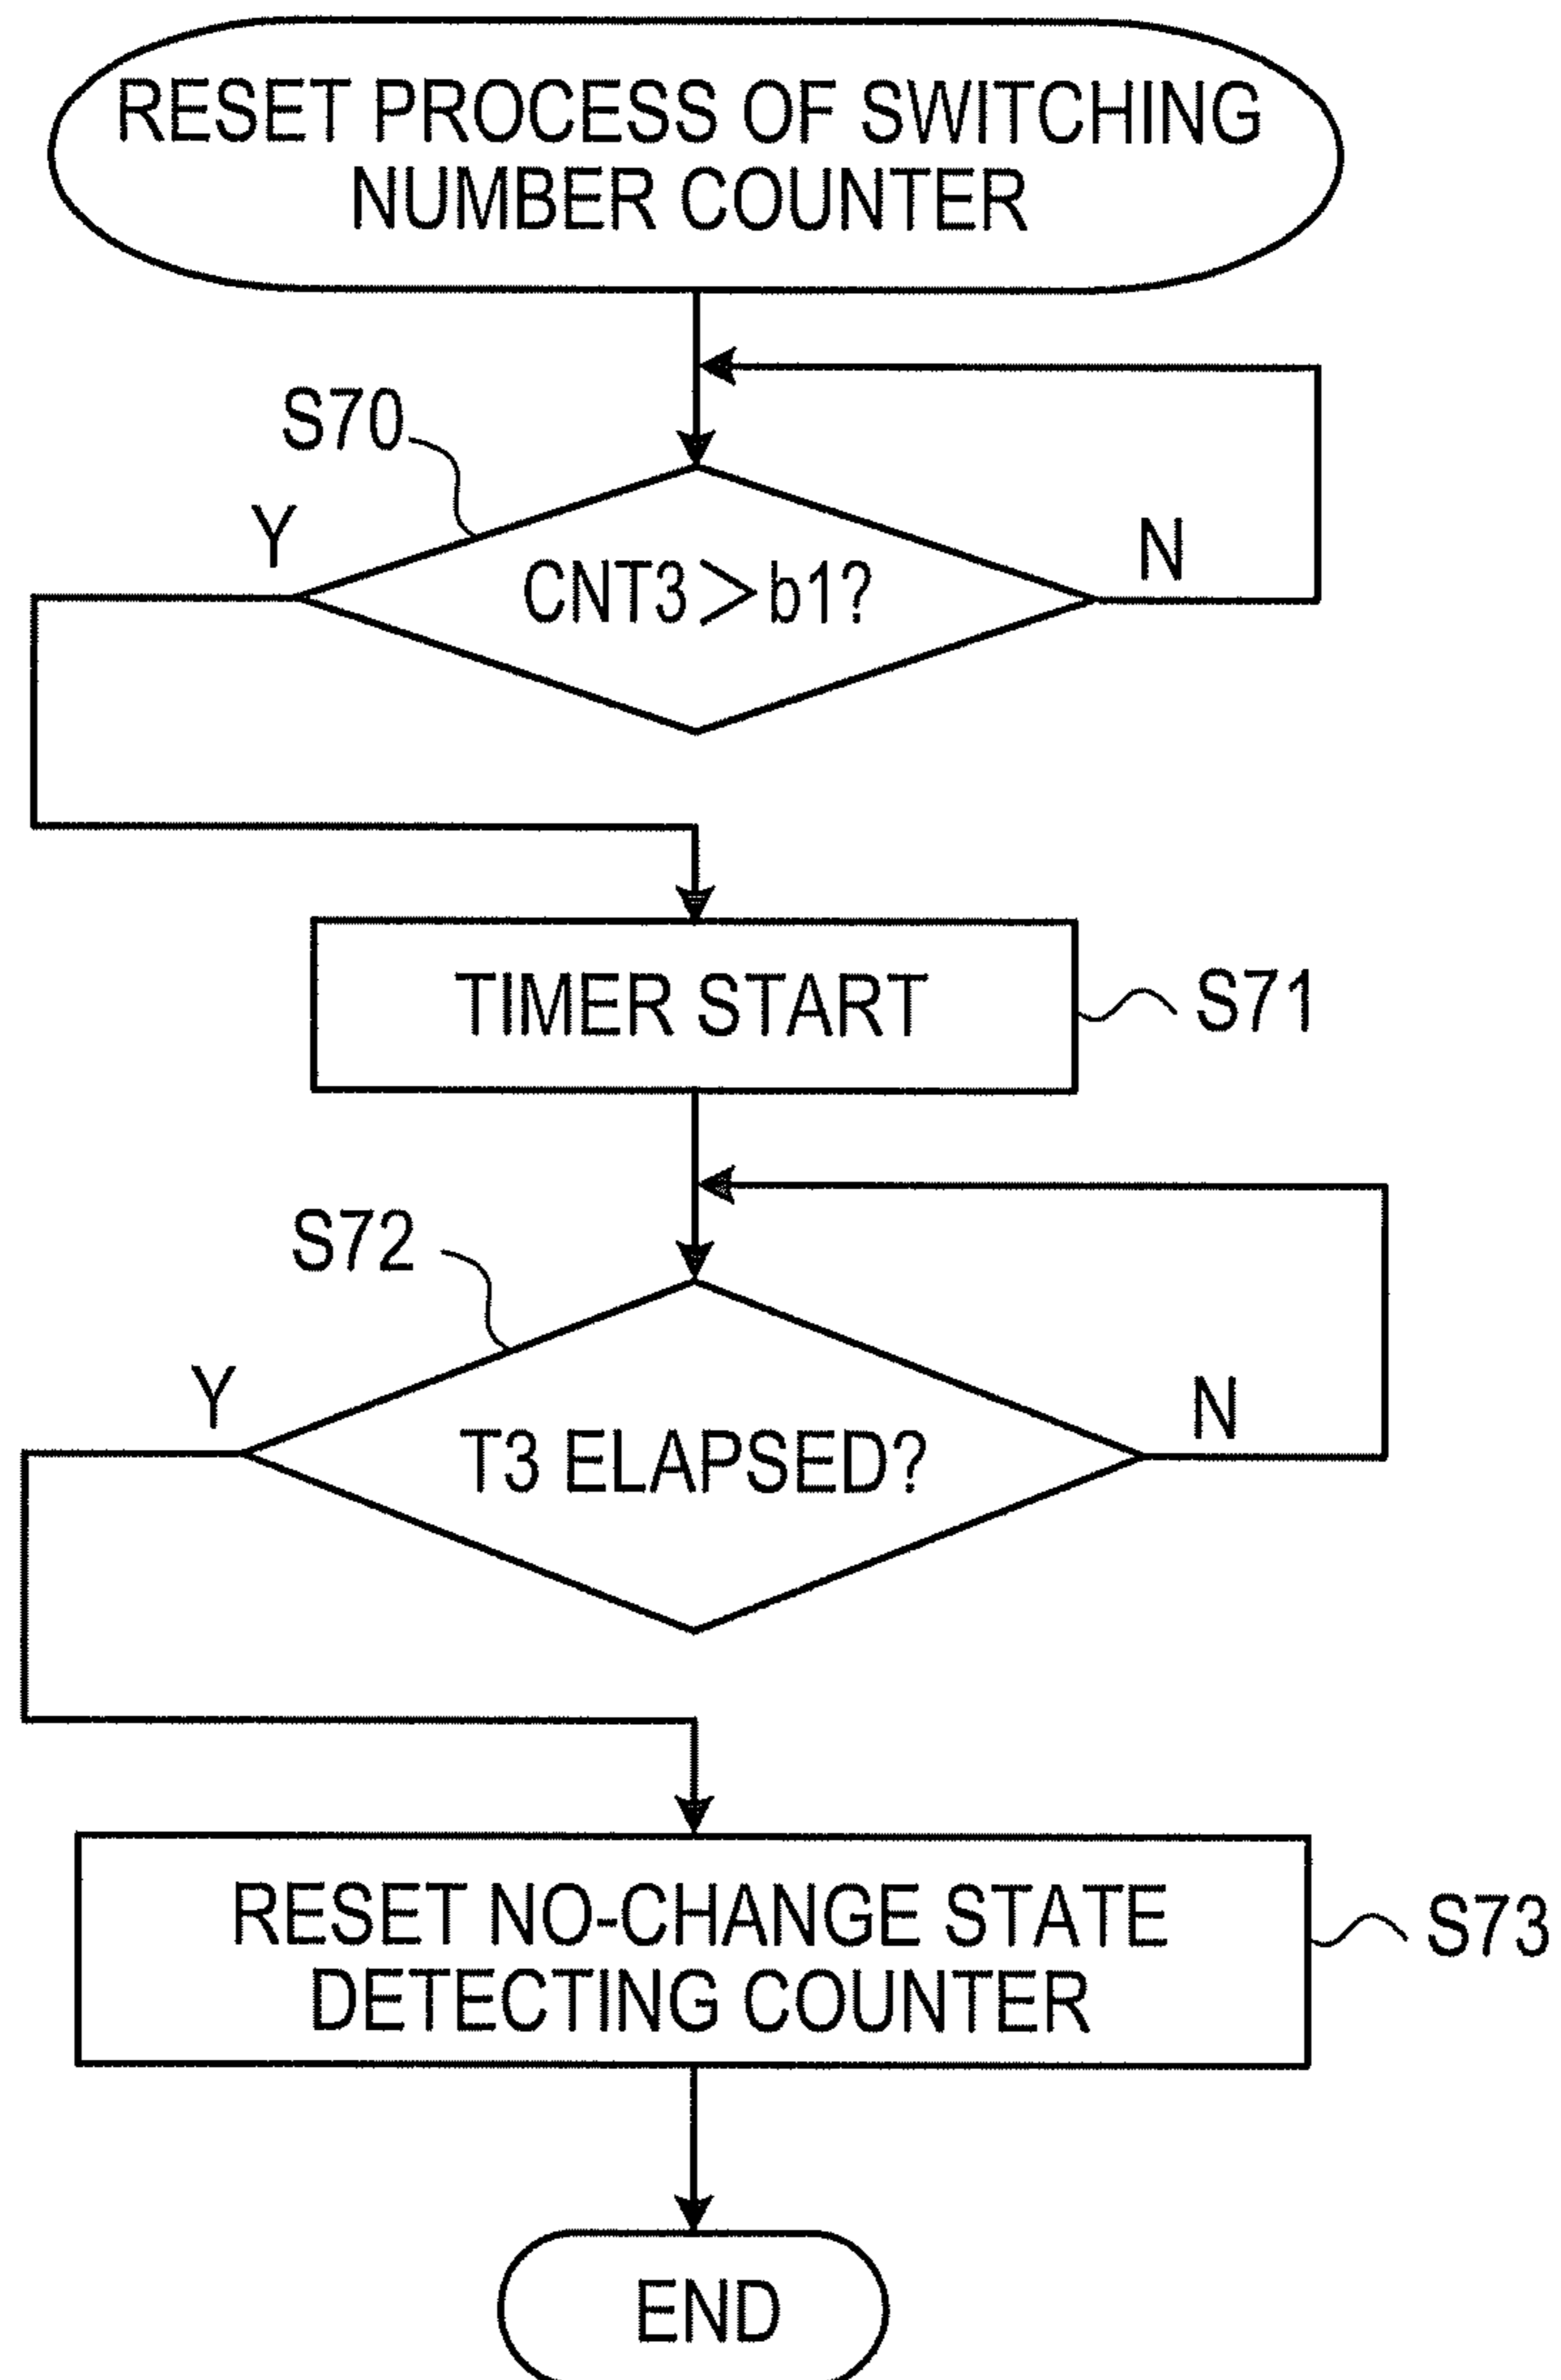 RESET PROCESS OF SWITCHING
NUMBER COUNTER
S70
Y
N
CNT3>b1?
TIMER START
S71
S72
Y
N
T3 ELAPSED?
RESET NO-CHANGE STATE
DETECTING COUNTER
S73
END